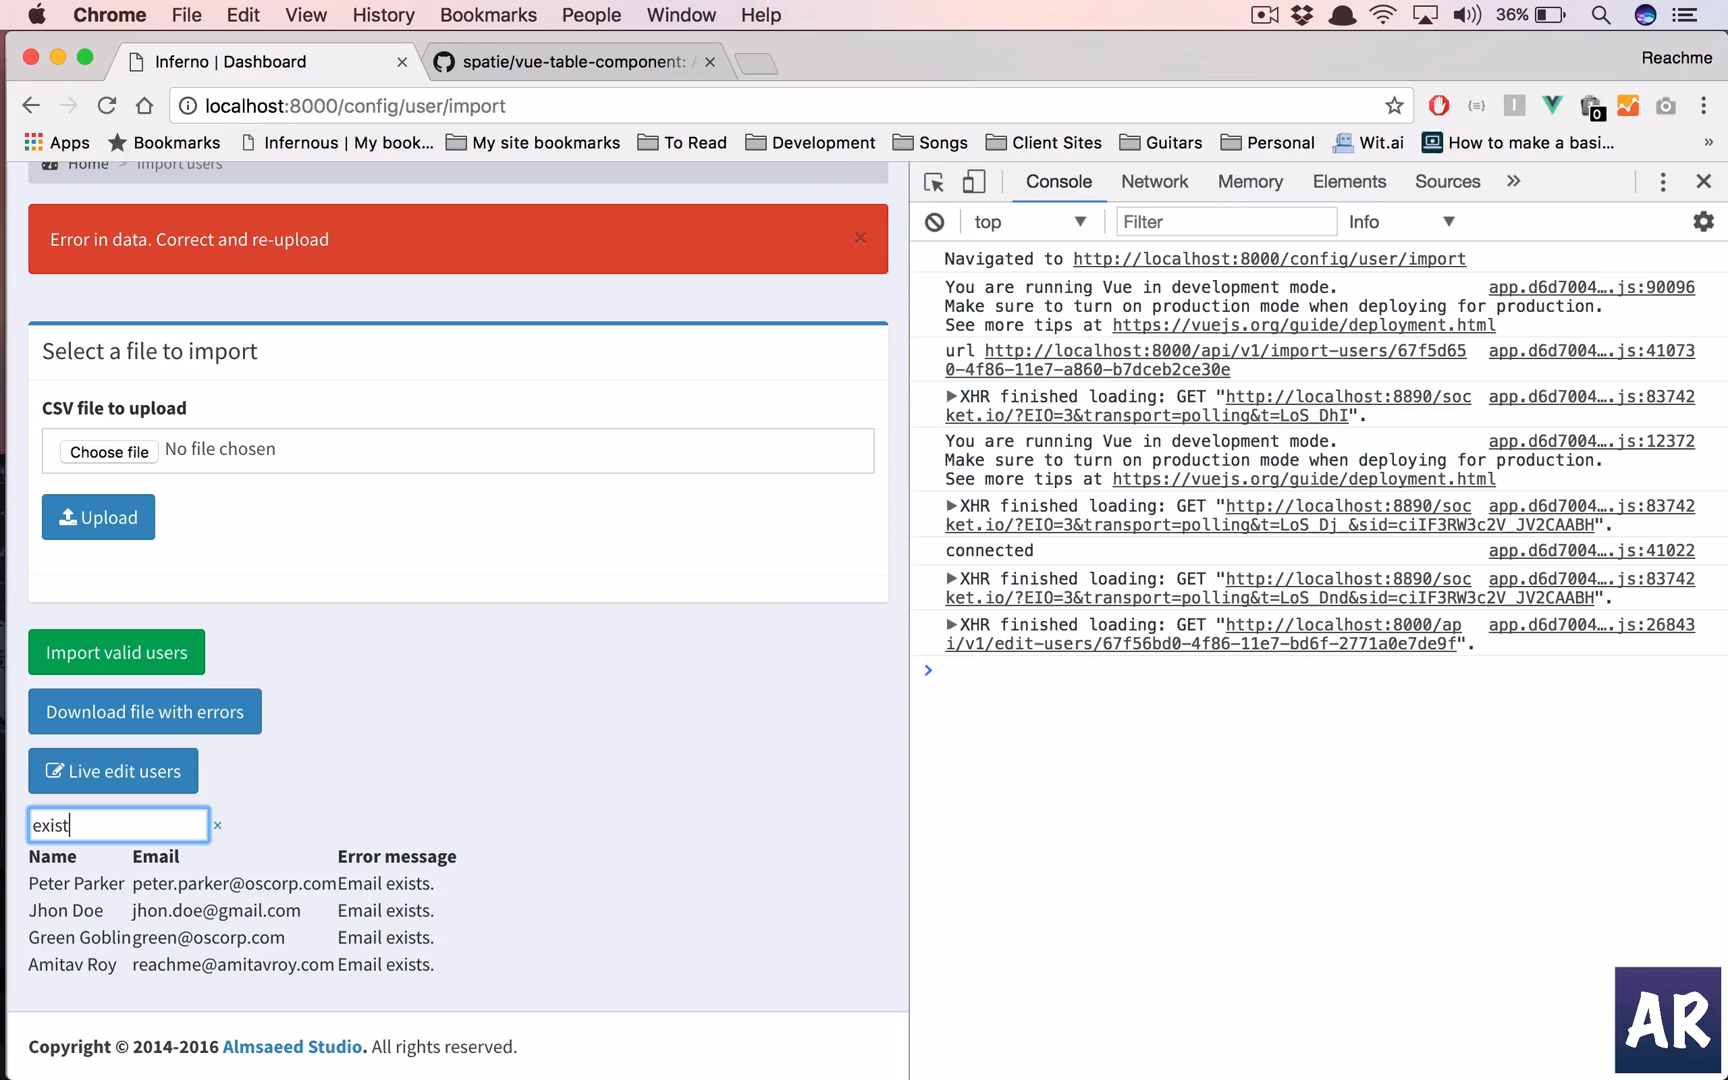 Chrome File Edit View History Bookmarks People Window Help 36%
Inferno | Dashboard spatie/vue-table-component: Reachme
localhost:8000/config/user/import
Apps Bookmarks Infernous | My book... My site bookmarks To Read Development Songs Client Sites Guitars Personal Wit.ai How to make a basi... »
Home > Import users
Error in data. Correct and re-upload ×
Select a file to import
CSV file to upload
Choose file No file chosen
Upload
Import valid users
Download file with errors
Live edit users
exist ×
Name Email Error message
Peter Parker peter.parker@oscorp.com Email exists.
Jhon Doe jhon.doe@gmail.com Email exists.
Green Goblin green@oscorp.com Email exists.
Amitav Roy reachme@amitavroy.com Email exists.
Copyright © 2014-2016 Almsaeed Studio. All rights reserved.
Console Network Memory Elements Sources »
top Filter Info
Navigated to http://localhost:8000/config/user/import
You are running Vue in development mode. app.d6d7004….js:90096
Make sure to turn on production mode when deploying for production.
See more tips at https://vuejs.org/guide/deployment.html
url http://localhost:8000/api/v1/import-users/67f5d65 app.d6d7004….js:41073
0-4f86-11e7-a860-b7dceb2ce30e
XHR finished loading: GET "http://localhost:8890/soc app.d6d7004….js:83742
ket.io/?EIO=3&transport=polling&t=LoS_DhI".
You are running Vue in development mode. app.d6d7004….js:12372
Make sure to turn on production mode when deploying for production.
See more tips at https://vuejs.org/guide/deployment.html
XHR finished loading: GET "http://localhost:8890/soc app.d6d7004….js:83742
ket.io/?EIO=3&transport=polling&t=LoS_Dj_&sid=ciIF3RW3c2V_JV2CAABH".
connected app.d6d7004….js:41022
XHR finished loading: GET "http://localhost:8890/soc app.d6d7004….js:83742
ket.io/?EIO=3&transport=polling&t=LoS_Dnd&sid=ciIF3RW3c2V_JV2CAABH".
XHR finished loading: GET "http://localhost:8000/ap app.d6d7004….js:26843
i/v1/edit-users/67f56bd0-4f86-11e7-bd6f-2771a0e7de9f".
AR